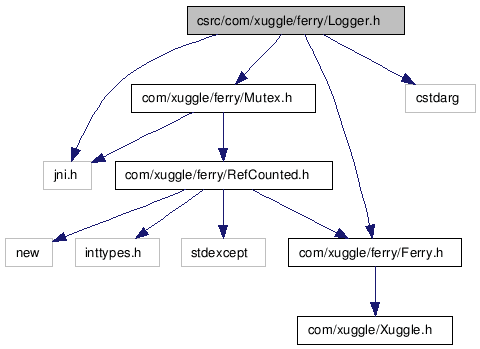 csrc/com/xuggle/ferry/Logger.h
com/xuggle/ferry/Mutex.h
cstdarg
jni.h
com/xuggle/ferry/RefCounted.h
new
inttypes.h
stdexcept
com/xuggle/ferry/Ferry.h
com/xuggle/Xuggle.h